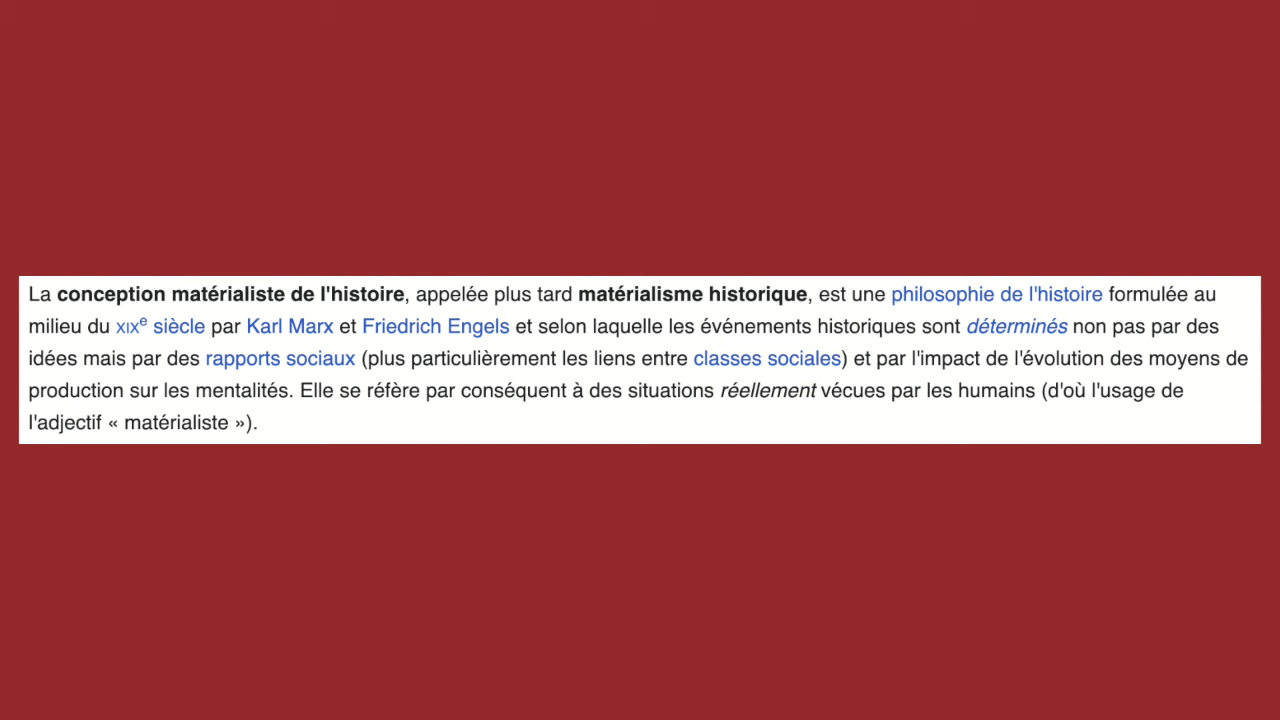 La conception matérialiste de l'histoire, appelée plus tard matérialisme historique, est une philosophie de l'histoire formulée au
milieu du XIXe siècle par Karl Marx et Friedrich Engels et selon laquelle les événements historiques sont déterminés non pas par des
idées mais par des rapports sociaux (plus particulièrement les liens entre classes sociales) et par l'impact de l'évolution des moyens de
production sur les mentalités. Elle se réfère par conséquent à des situations réellement vécues par les humains (d'où l'usage de
l'adjectif « matérialiste »).